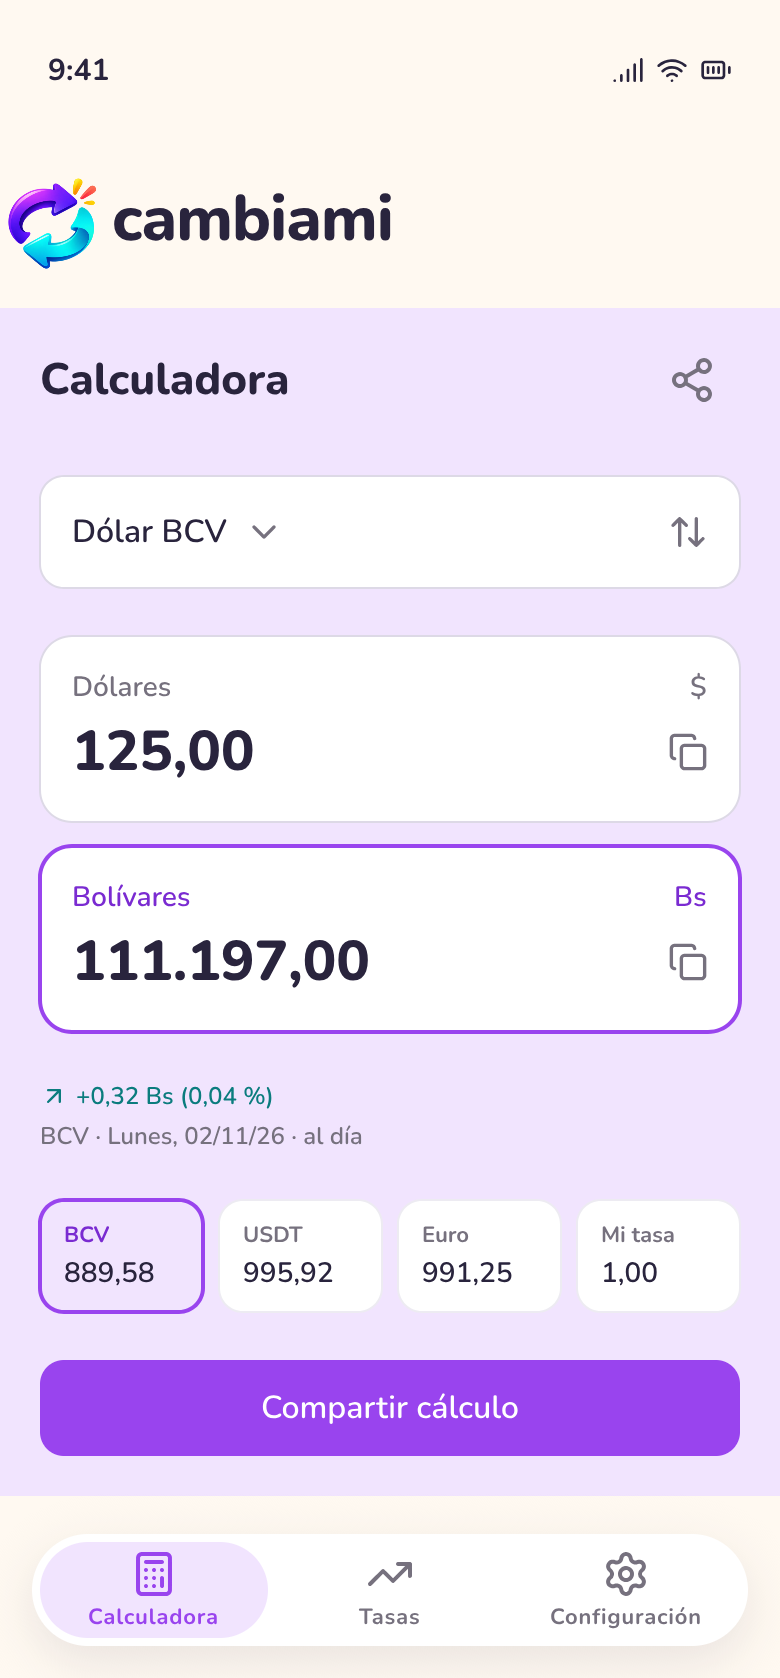 9:41
cambiami
Calculadora
Dólar BCV
Dólares $
125,00
Bolívares Bs
111.197,00
+0,32 Bs (0,04 %)
BCV · Lunes, 02/11/26 · al día
BCV USDT Euro Mi tasa
889,58 995,92 991,25 1,00
Compartir cálculo
Calculadora Tasas Configuración